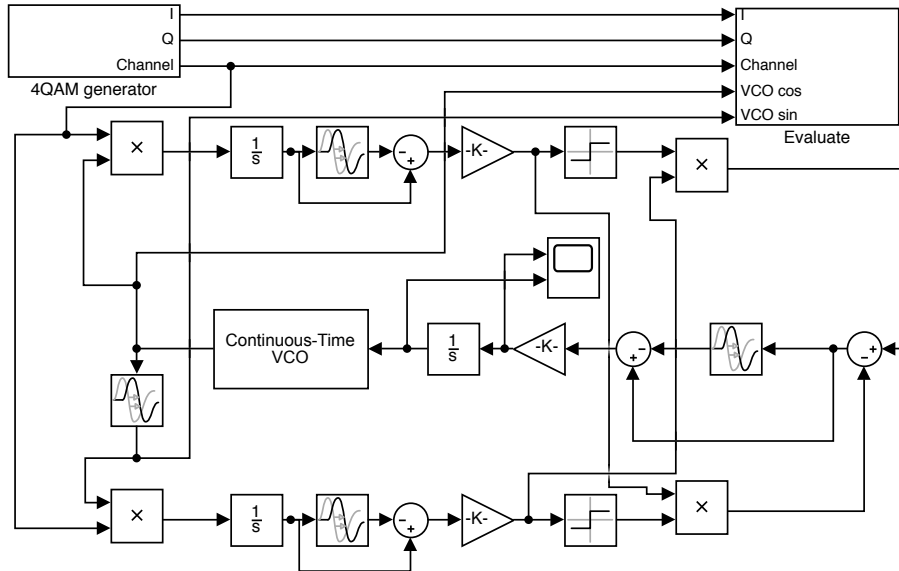 I
Q
Channel
4QAM generator
I
Q
Channel
VCO cos
VCO sin
Evaluate
×
1
s
-
+
-K-
×
Continuous-Time
VCO
1
s
-K-
-
+
-
+
×
1
s
-
+
-K-
×